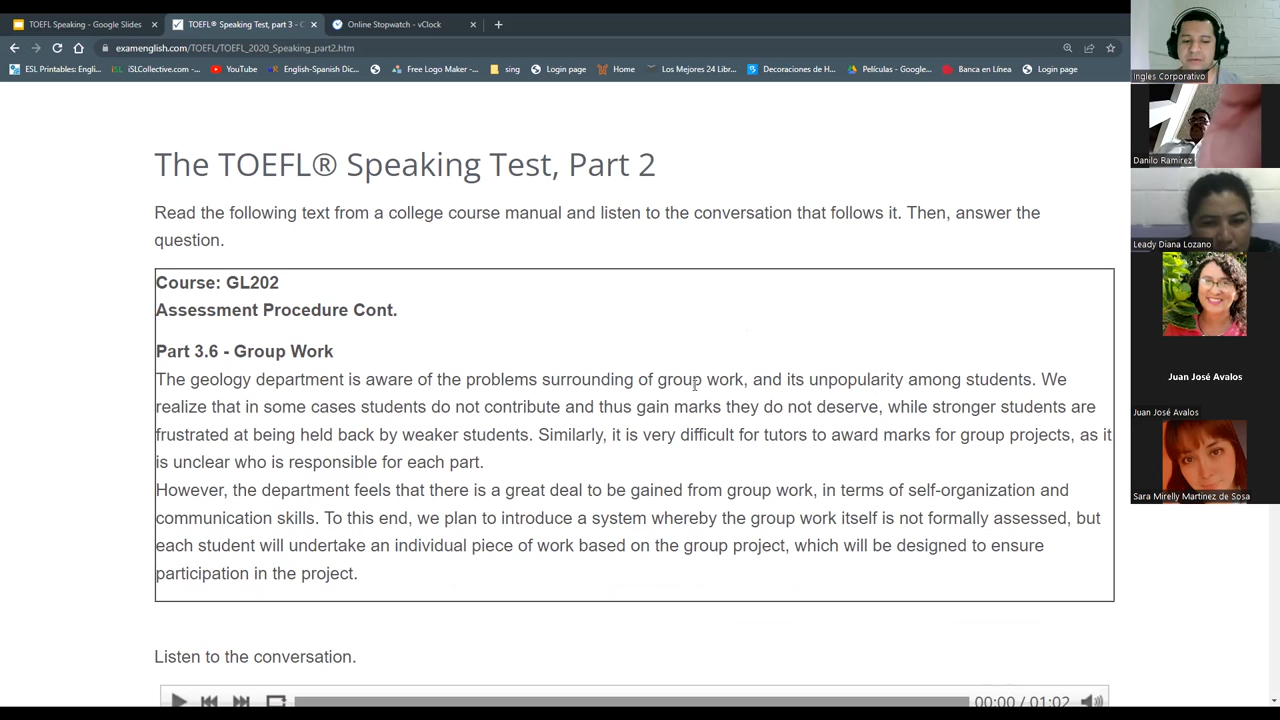 TOEFL Speaking - Google Slides
TOEFL® Speaking Test, part 3 - C
Online Stopwatch - vClock
examenglish.com/TOEFL/TOEFL_2020_Speaking_part2.htm
ESL Printables: Engli...
iSLCollective.com -...
YouTube
English-Spanish Dic...
Free Logo Maker -...
sing
Login page
Home
Los Mejores 24 Libr...
Decoraciones de H...
Películas - Google...
Banca en Línea
Login page
The TOEFL® Speaking Test, Part 2
Read the following text from a college course manual and listen to the conversation that follows it. Then, answer the
question.
Course: GL202
Assessment Procedure Cont.
Part 3.6 - Group Work
The geology department is aware of the problems surrounding of group work, and its unpopularity among students. We
realize that in some cases students do not contribute and thus gain marks they do not deserve, while stronger students are
frustrated at being held back by weaker students. Similarly, it is very difficult for tutors to award marks for group projects, as it
is unclear who is responsible for each part.
However, the department feels that there is a great deal to be gained from group work, in terms of self-organization and
communication skills. To this end, we plan to introduce a system whereby the group work itself is not formally assessed, but
each student will undertake an individual piece of work based on the group project, which will be designed to ensure
participation in the project.
Listen to the conversation.
00:00 / 01:02
Ingles Corporativo
Danilo Ramirez
Leady Diana Lozano
Juan José Avalos
Juan José Avalos
Sara Mirelly Martinez de Sosa